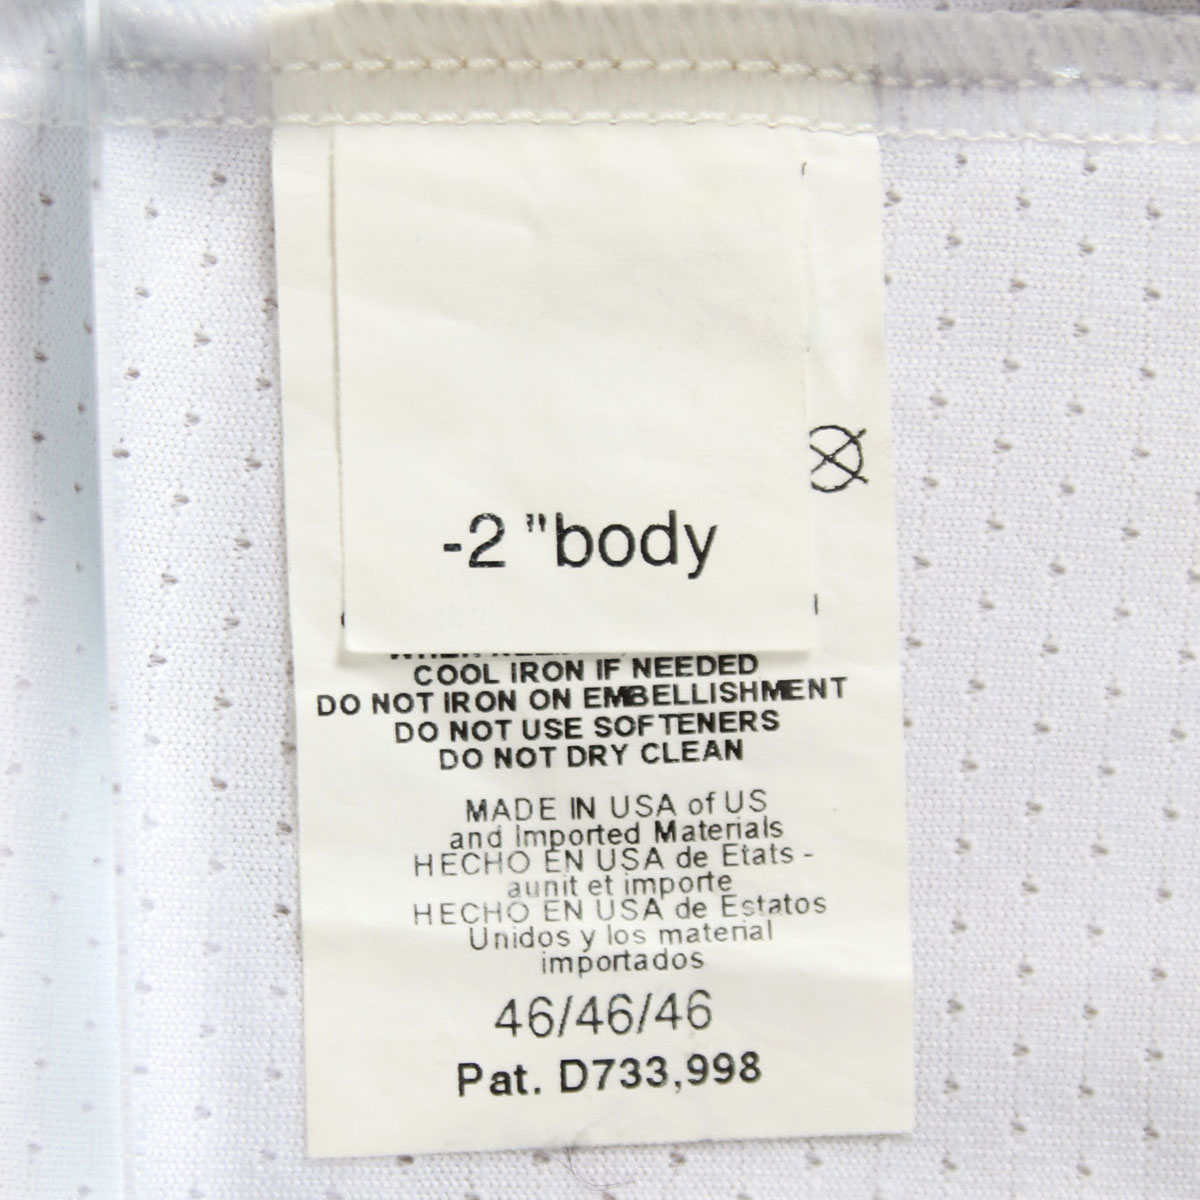 -2 "body
COOL IRON IF NEEDED
DO NOT IRON ON EMBELLISHMENT
DO NOT USE SOFTENERS
DO NOT DRY CLEAN
MADE IN USA of US
and Imported Materials
HECHO EN USA de Etats -
aunit et importe
HECHO EN USA de Estatos
Unidos y los material
importados
46/46/46
Pat. D733,998